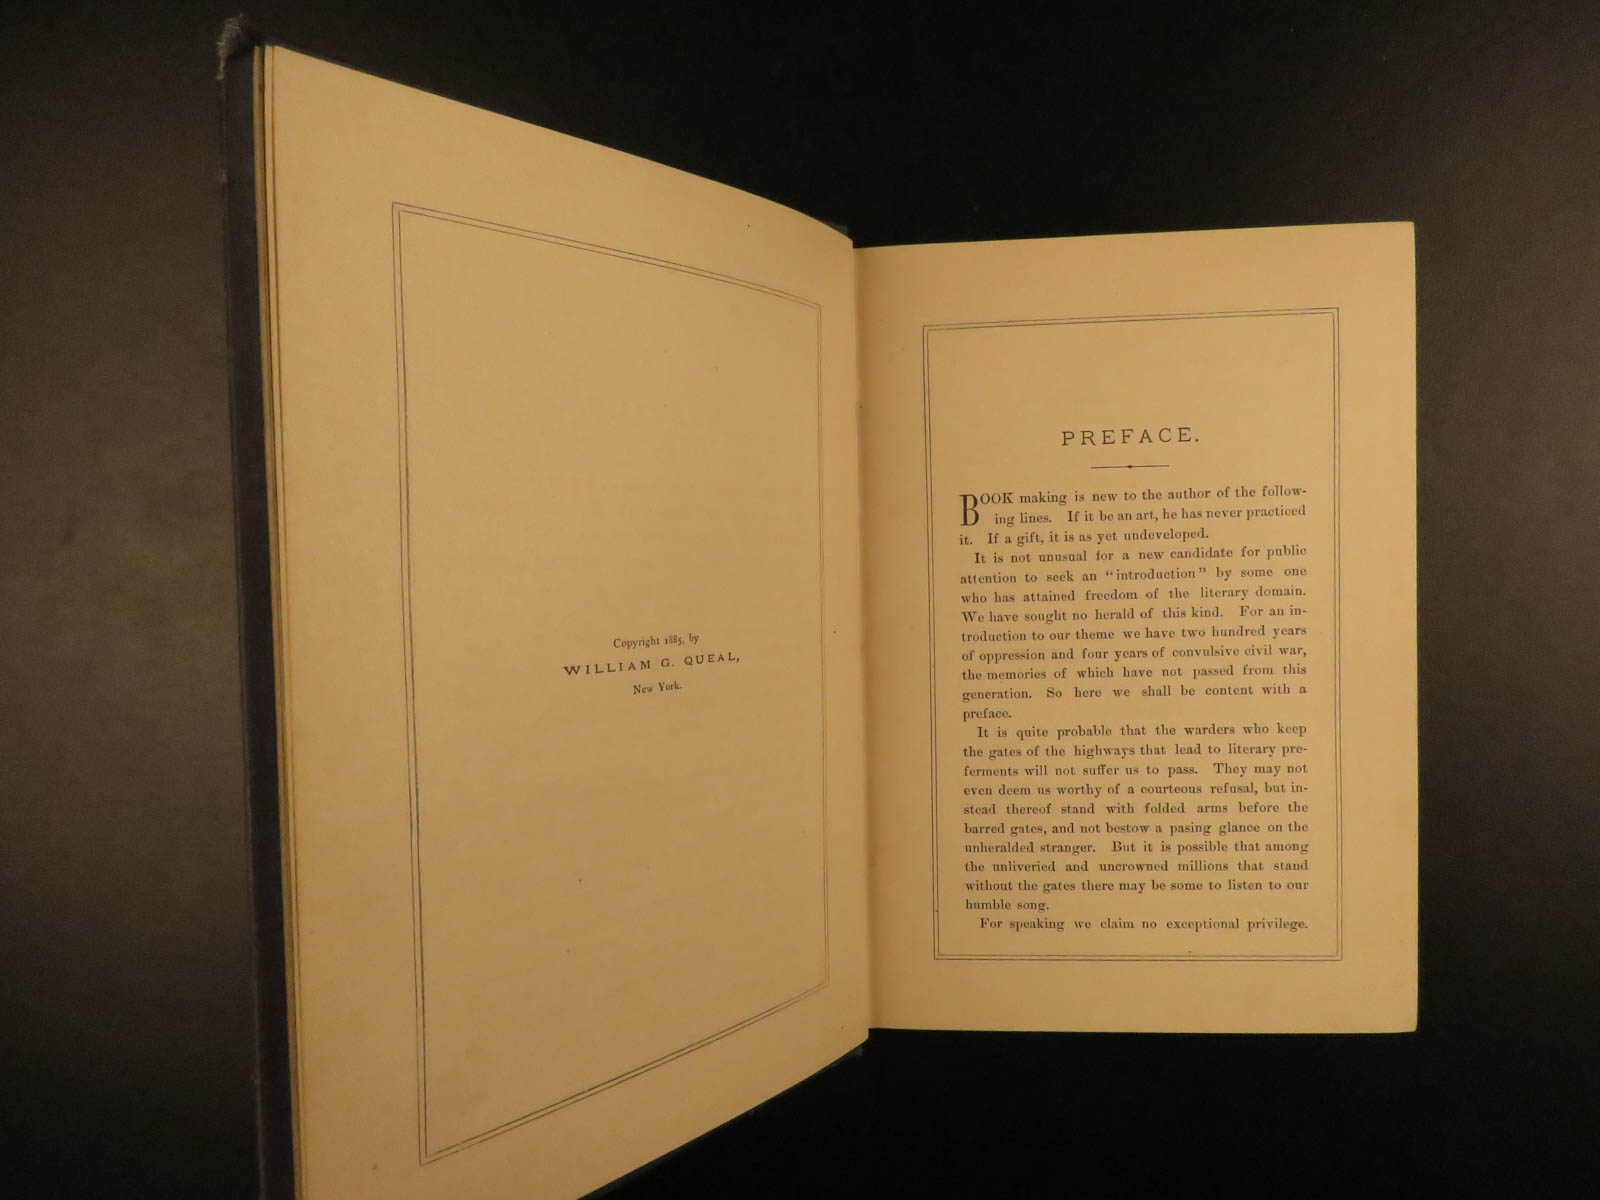 Copyright 1885, by
WILLIAM G. QUEAL,
New York.
PREFACE.
BOOK making is new to the author of the follow-
ing lines. If it be an art, he has never practiced
it. If a gift, it is as yet undeveloped.
It is not unusual for a new candidate for public
attention to seek an "introduction" by some one
who has attained freedom of the literary domain.
We have sought no herald of this kind. For an in-
troduction to our theme we have two hundred years
of oppression and four years of convulsive civil war,
the memories of which have not passed from this
generation. So here we shall be content with a
preface.
It is quite probable that the warders who keep
the gates of the highways that lead to literary pre-
ferments will not suffer us to pass. They may not
even deem us worthy of a courteous refusal, but in-
stead thereof stand with folded arms before the
barred gates, and not bestow a pasing glance on the
unheralded stranger. But it is possible that among
the unliveried and uncrowned millions that stand
without the gates there may be some to listen to our
humble song.
For speaking we claim no exceptional privilege.